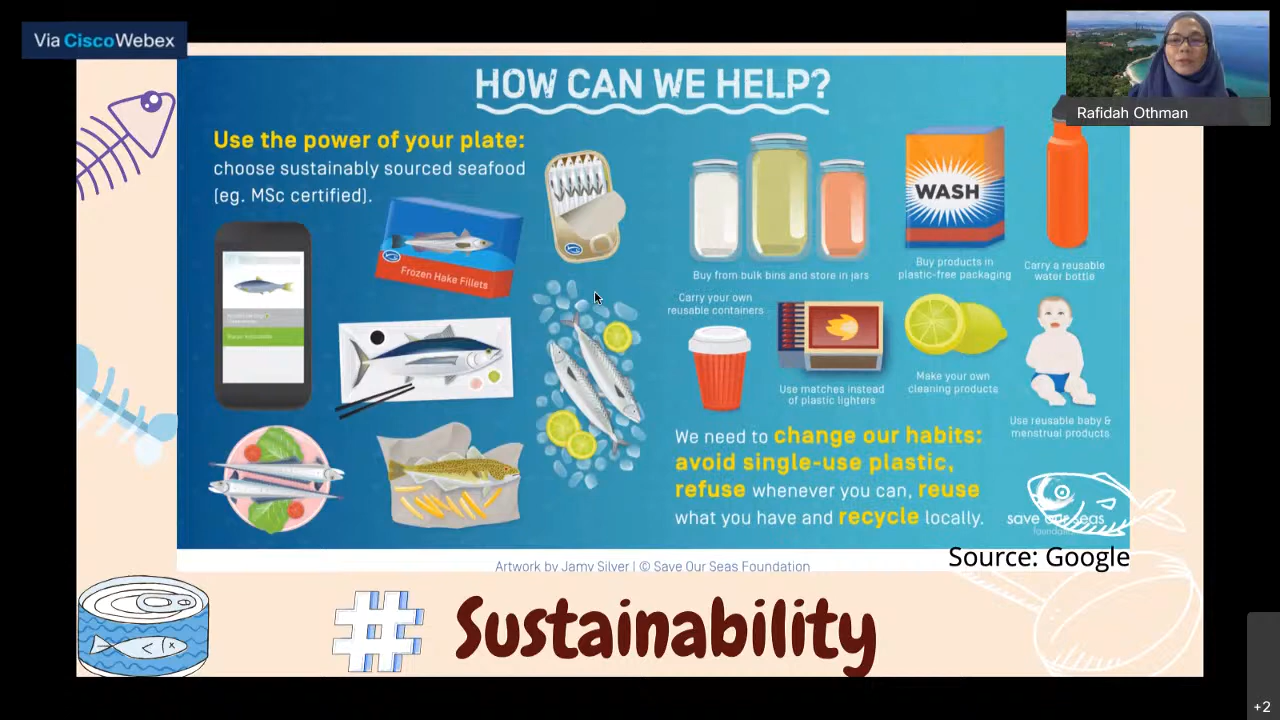 Via CiscoWebex
Rafidah Othman
HOW CAN WE HELP?
Use the power of your plate:
choose sustainably sourced seafood
(eg. MSc certified).
Frozen Hake Fillets
WASH
Buy from bulk bins and store in jars
Buy products in
plastic-free packaging
Carry a reusable
water bottle
Carry your own
reusable containers
Use matches instead
of plastic lighters
Make your own
cleaning products
Use reusable baby &
menstrual products
We need to change our habits:
avoid single-use plastic,
refuse whenever you can, reuse
what you have and recycle locally.
save our seas
foundation
Source: Google
Artwork by Jamy Silver | © Save Our Seas Foundation
# Sustainability
+2